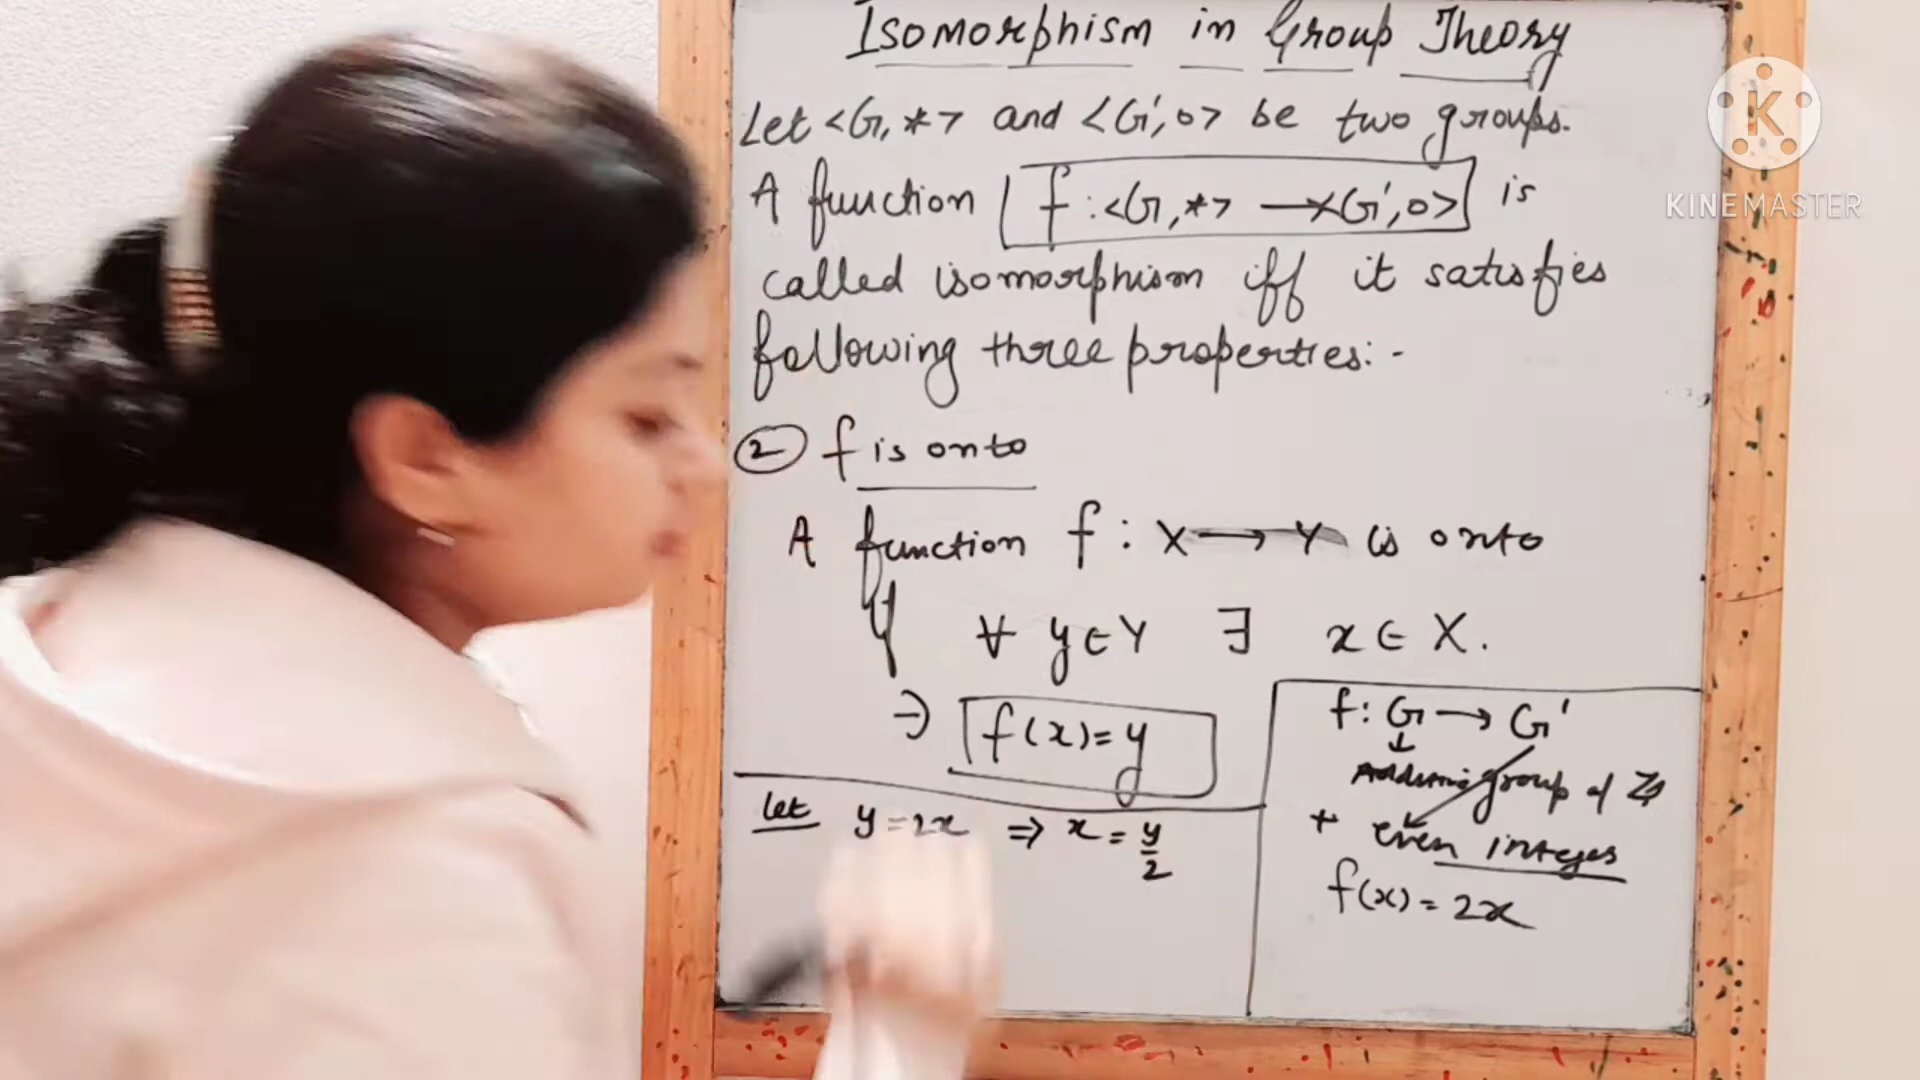 Isomorphism in Group Theory
Let <G,*> and <G',o> be two groups.
A function f:<G,*> → <G',o> is
called isomorphism iff it satisfies
following three properties:-
② f is onto
A function f: X → Y is onto
if ∀ y∈Y ∃ x ∈ X.
∋ f(x)=y
let y=2x ⇒ x = y/2
f: G → G'
↓
Additive group of Z
+ even integes
f(x) = 2x
K
KINEMASTER